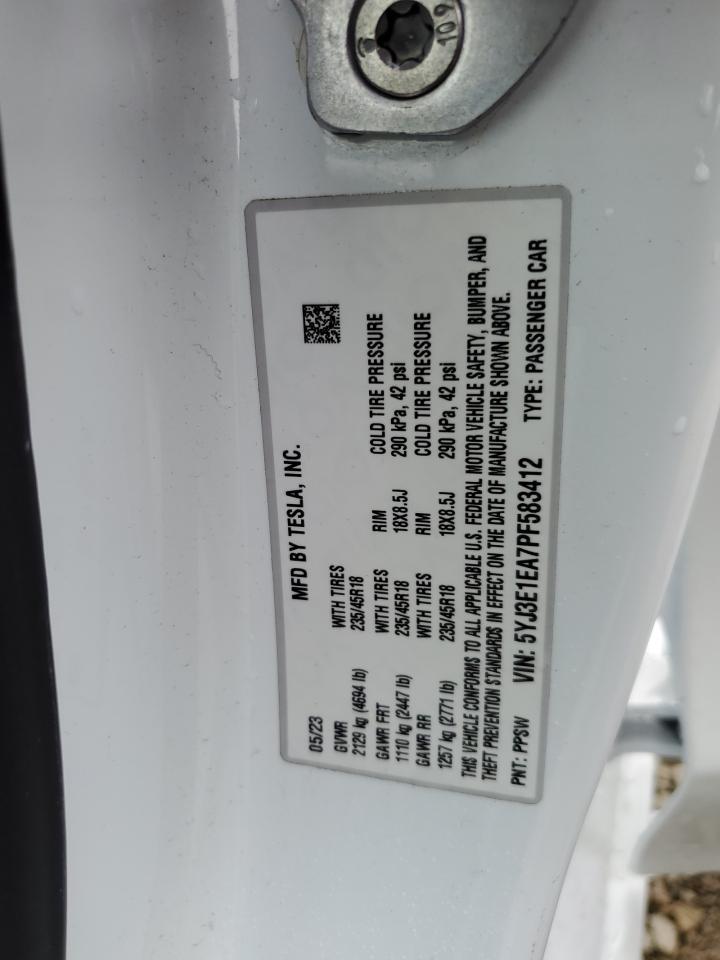 109
MFD BY TESLA, INC.
05/23
GVWR WITH TIRES
2129 kg (4694 lb) 235/45R18
GAWR FRT WITH TIRES RIM COLD TIRE PRESSURE
1110 kg (2447 lb) 235/45R18 18X8.5J 290 kPa, 42 psi
GAWR RR WITH TIRES RIM COLD TIRE PRESSURE
1257 kg (2771 lb) 235/45R18 18X8.5J 290 kPa, 42 psi
THIS VEHICLE CONFORMS TO ALL APPLICABLE U.S. FEDERAL MOTOR VEHICLE SAFETY, BUMPER, AND
THEFT PREVENTION STANDARDS IN EFFECT ON THE DATE OF MANUFACTURE SHOWN ABOVE.
PNT: PPSW VIN: 5YJ3E1EA7PF583412 TYPE: PASSENGER CAR